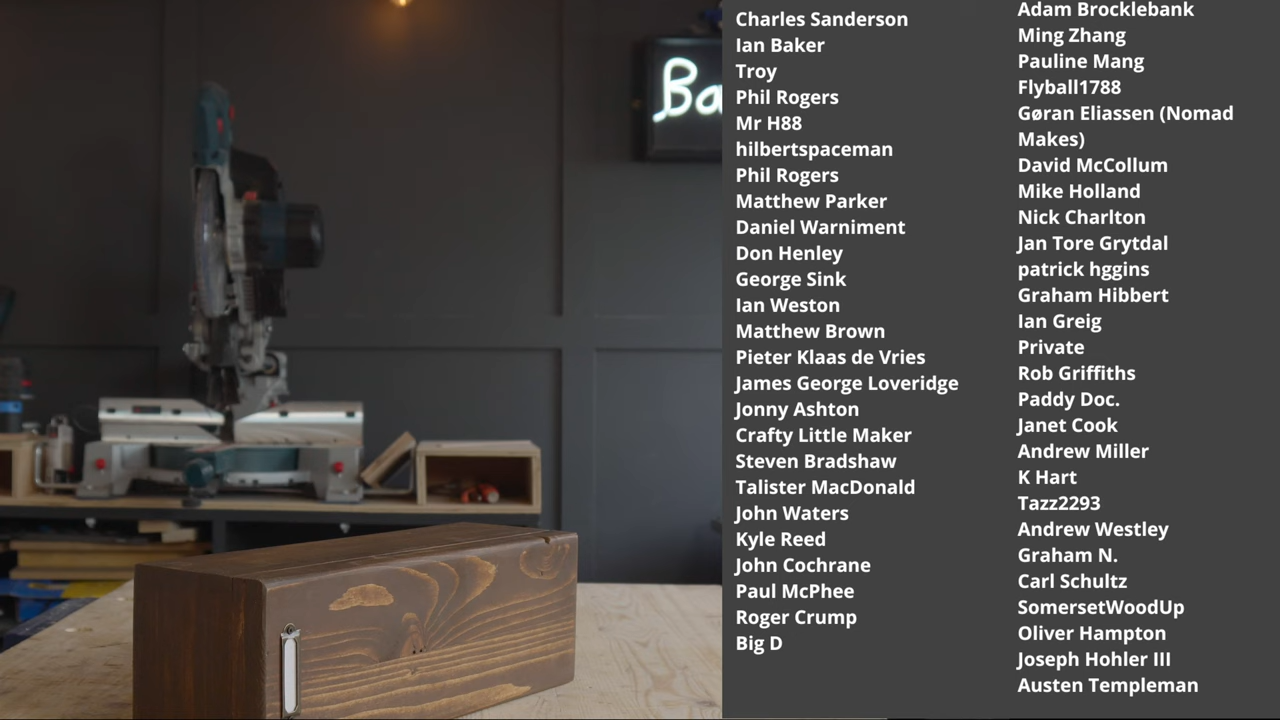 Ba
Charles Sanderson
Ian Baker
Troy
Phil Rogers
Mr H88
hilbertspaceman
Phil Rogers
Matthew Parker
Daniel Warniment
Don Henley
George Sink
Ian Weston
Matthew Brown
Pieter Klaas de Vries
James George Loveridge
Jonny Ashton
Crafty Little Maker
Steven Bradshaw
Talister MacDonald
John Waters
Kyle Reed
John Cochrane
Paul McPhee
Roger Crump
Big D
Adam Brocklebank
Ming Zhang
Pauline Mang
Flyball1788
Gøran Eliassen (Nomad
Makes)
David McCollum
Mike Holland
Nick Charlton
Jan Tore Grytdal
patrick hggins
Graham Hibbert
Ian Greig
Private
Rob Griffiths
Paddy Doc.
Janet Cook
Andrew Miller
K Hart
Tazz2293
Andrew Westley
Graham N.
Carl Schultz
SomersetWoodUp
Oliver Hampton
Joseph Hohler III
Austen Templeman